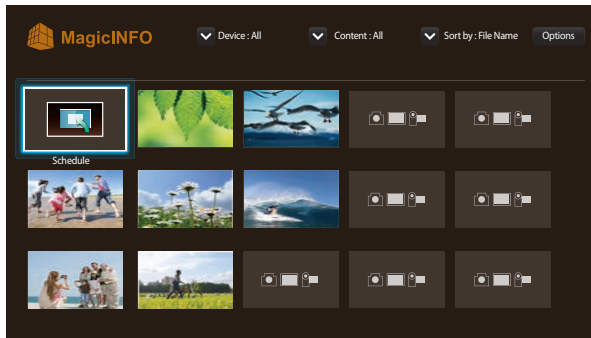 MagicINFO
Device : All
Content : All
Sort by : File Name
Options
Schedule